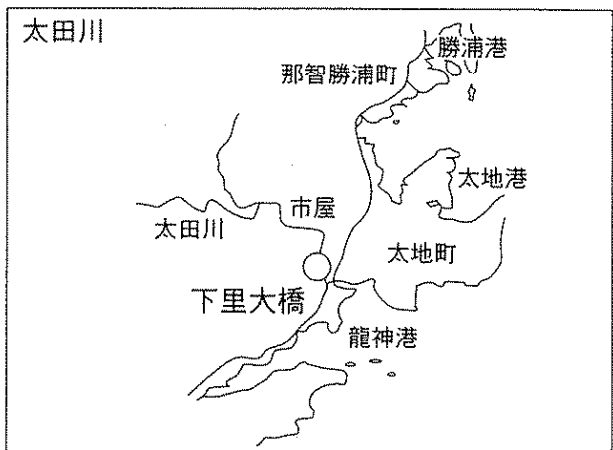 太田川
勝浦港
那智勝浦町
太地港
市屋
太田川
太地町
下里大橋
龍神港